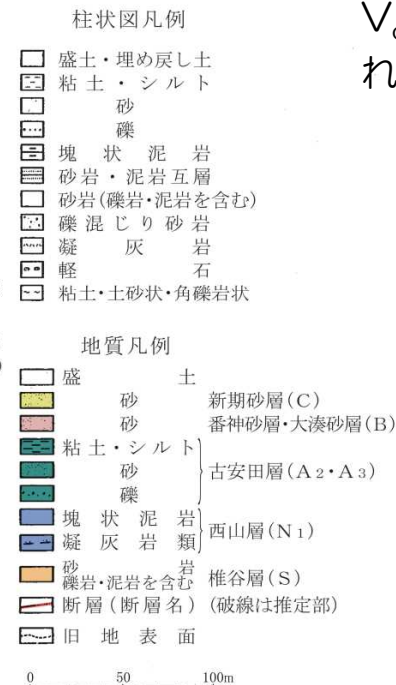 柱状図凡例
盛土・埋め戻し土
粘土・シルト
砂
礫
塊状泥岩
砂岩・泥岩互層
砂岩(礫岩・泥岩を含む)
礫混じり砂岩
凝灰岩
軽石
粘土・土砂状・角礫岩状
地質凡例
盛土
砂 新期砂層(C)
砂 番神砂層・大湊砂層(B)
粘土・シルト
砂 古安田層(A2・A3)
礫
塊状泥岩
西山層(N1)
凝灰岩類
砂岩
礫岩・泥岩を含む 椎谷層(S)
断層(断層名) (破線は推定部)
旧地表面
0 50 100m
れ